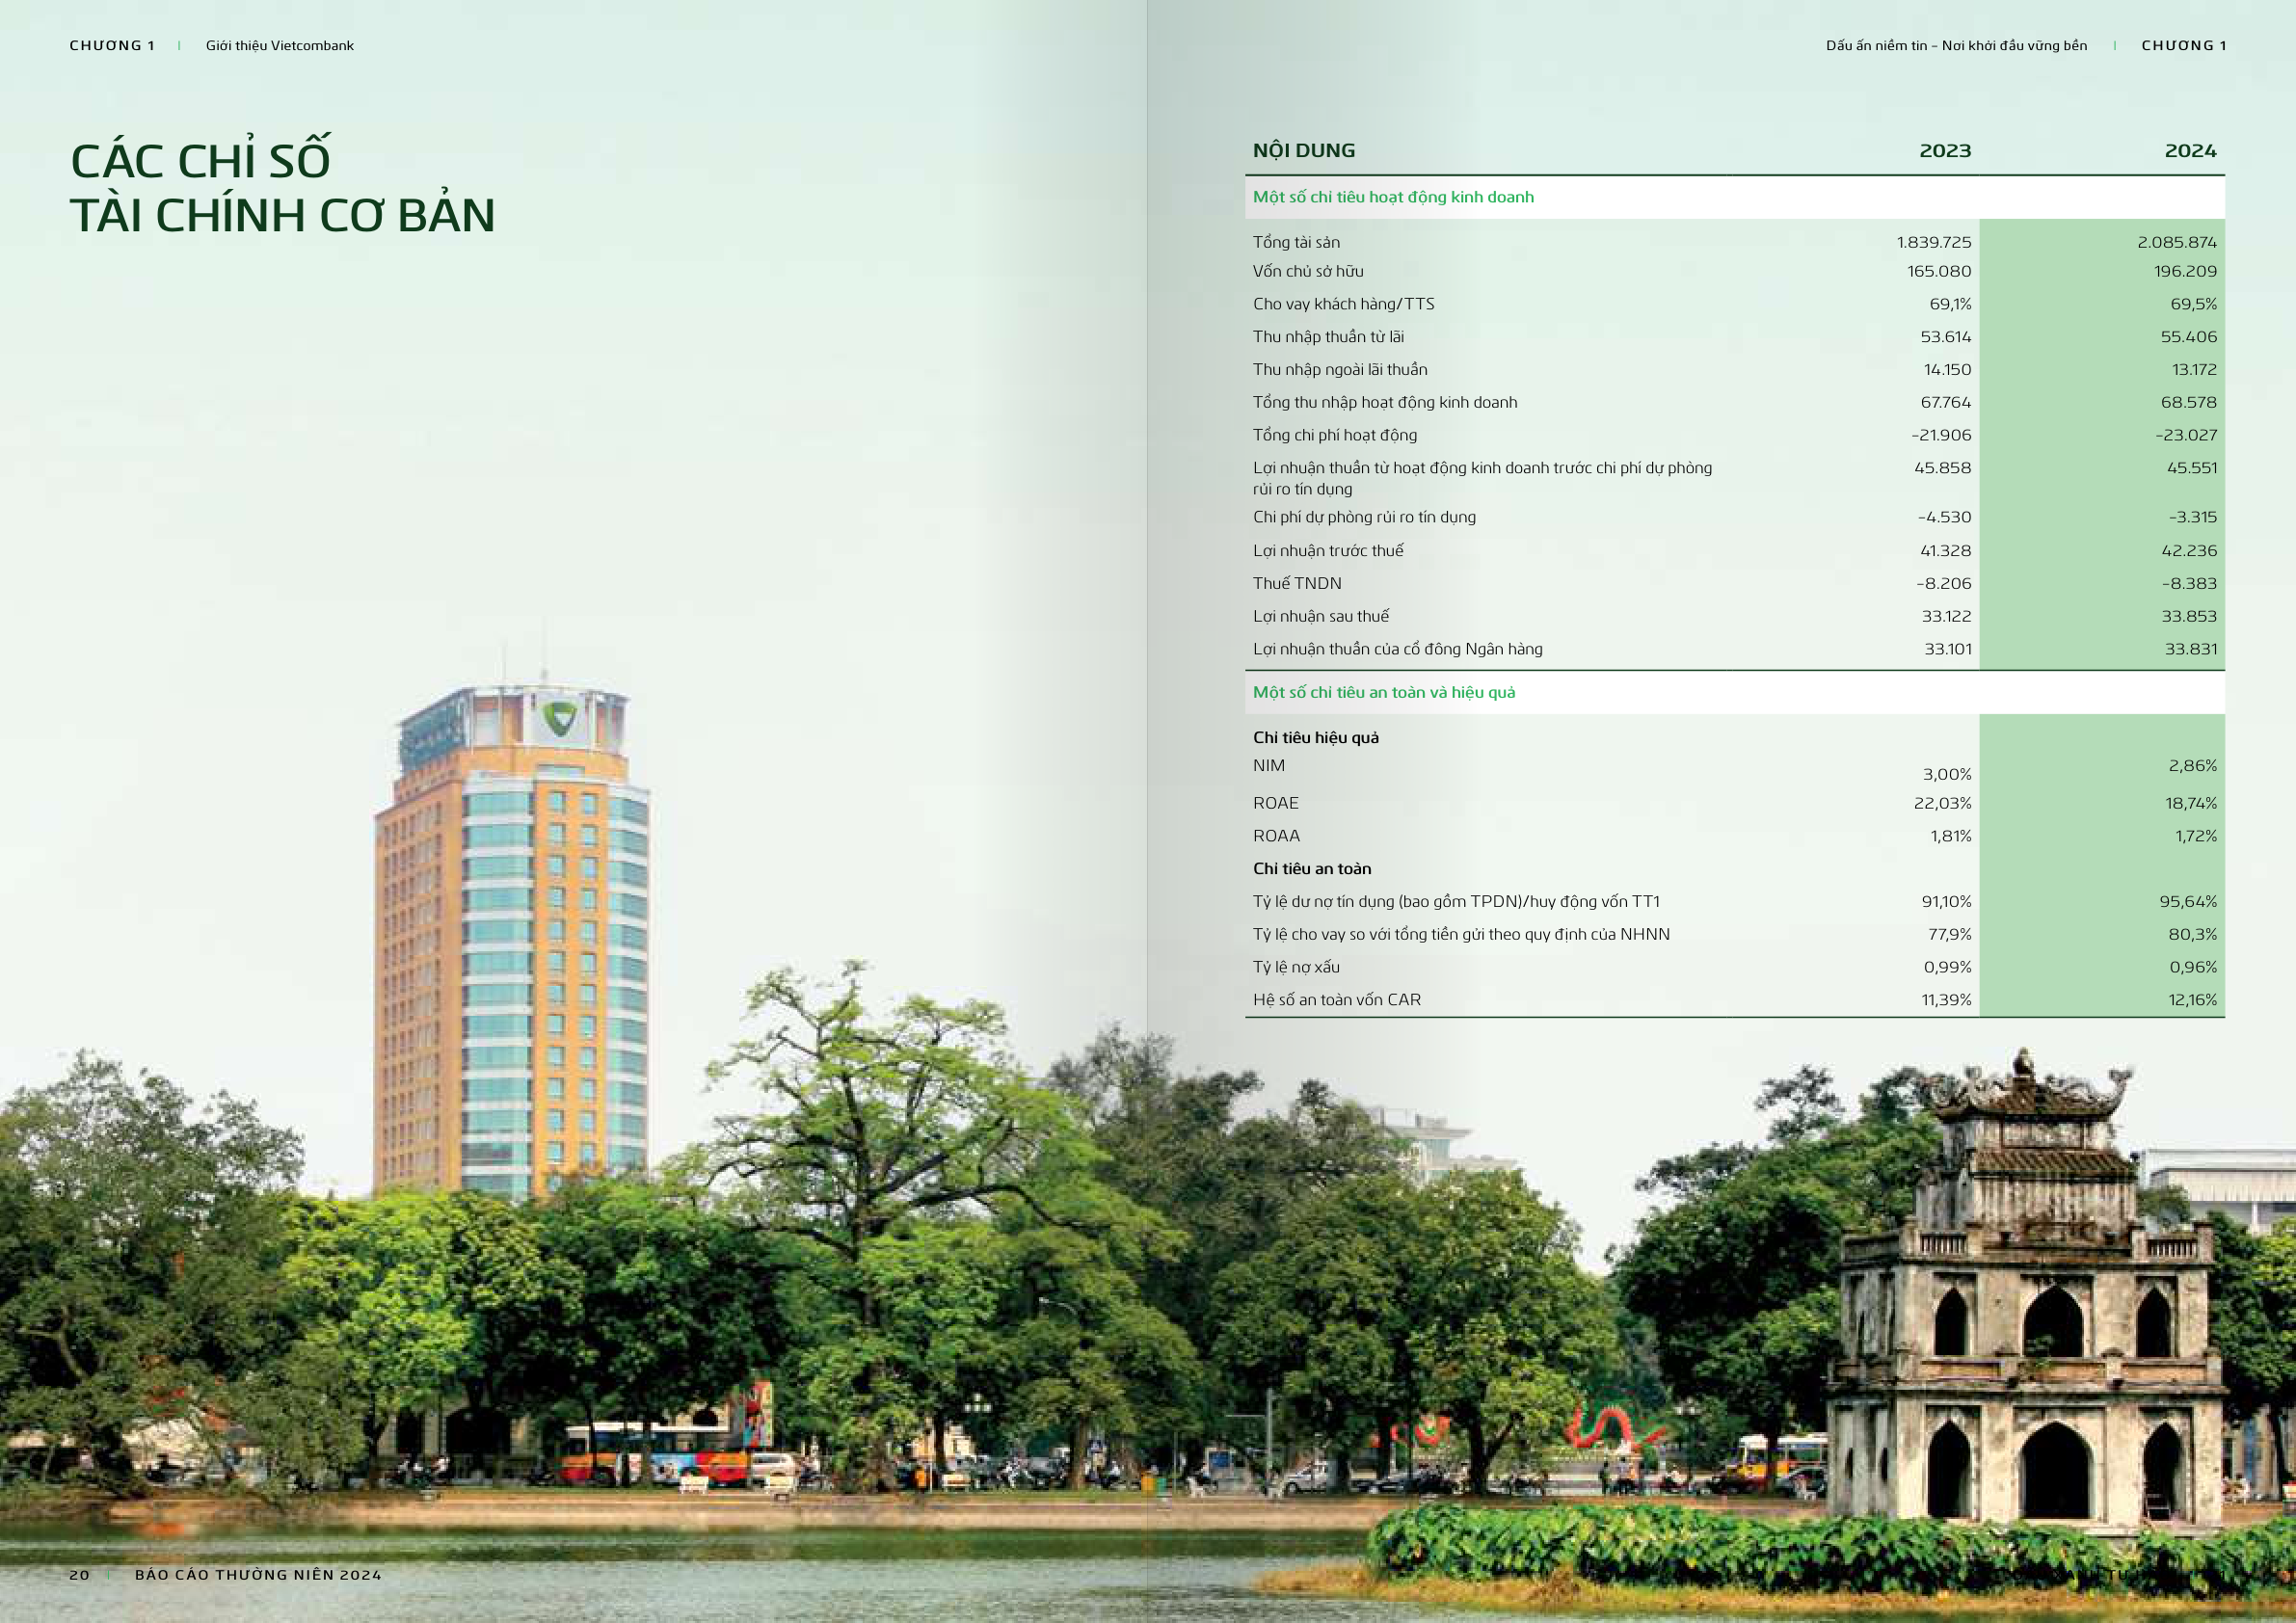 CHƯƠNG 1 | Giới thiệu Vietcombank
Dấu ấn niềm tin – Nơi khởi đầu vững bền | CHƯƠNG 1
CÁC CHỈ SỐ
TÀI CHÍNH CƠ BẢN
NỘI DUNG 2023 2024
Một số chỉ tiêu hoạt động kinh doanh
Tổng tài sản 1.839.725 2.085.874
Vốn chủ sở hữu 165.080 196.209
Cho vay khách hàng/TTS 69,1% 69,5%
Thu nhập thuần từ lãi 53.614 55.406
Thu nhập ngoài lãi thuần 14.150 13.172
Tổng thu nhập hoạt động kinh doanh 67.764 68.578
Tổng chi phí hoạt động -21.906 -23.027
Lợi nhuận thuần từ hoạt động kinh doanh trước chi phí dự phòng 45.858 45.551
rủi ro tín dụng
Chi phí dự phòng rủi ro tín dụng -4.530 -3.315
Lợi nhuận trước thuế 41.328 42.236
Thuế TNDN -8.206 -8.383
Lợi nhuận sau thuế 33.122 33.853
Lợi nhuận thuần của cổ đông Ngân hàng 33.101 33.831
Một số chỉ tiêu an toàn và hiệu quả
Chỉ tiêu hiệu quả
NIM 3,00% 2,86%
ROAE 22,03% 18,74%
ROAA 1,81% 1,72%
Chỉ tiêu an toàn
Tỷ lệ dư nợ tín dụng (bao gồm TPDN)/huy động vốn TT1 91,10% 95,64%
Tỷ lệ cho vay so với tổng tiền gửi theo quy định của NHNN 77,9% 80,3%
Tỷ lệ nợ xấu 0,99% 0,96%
Hệ số an toàn vốn CAR 11,39% 12,16%
20 | BÁO CÁO THƯỜNG NIÊN 2024